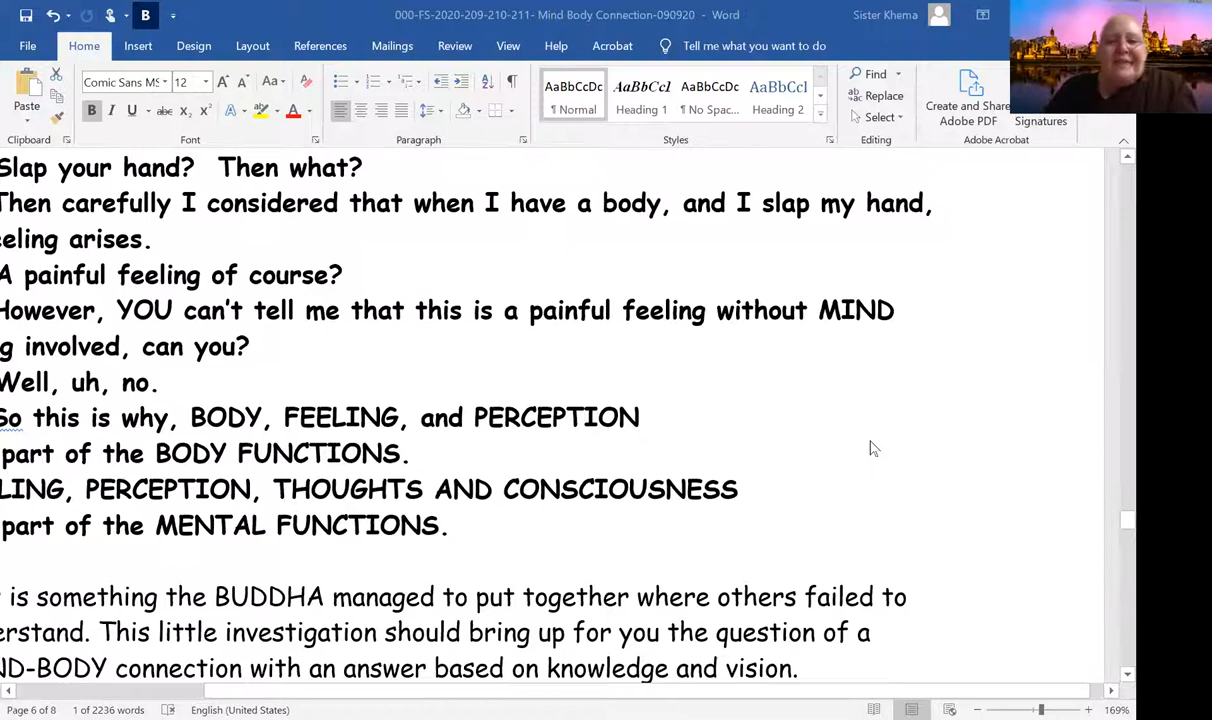 000-FS-2020-209-210-211- Mind Body Connection-090920 - Word
Sister Khema
File Home Insert Design Layout References Mailings Review View Help Acrobat Tell me what you want to do
Paste
Clipboard
Comic Sans MS 12
Font
Paragraph
AaBbCcDc AaBbCcI AaBbCcDc AaBbCcI
¶ Normal Heading 1 ¶ No Spac... Heading 2
Styles
Find
Replace
Select
Editing
Create and Share
Adobe PDF
Signatures
Adobe Acrobat
Slap your hand? Then what?
Then carefully I considered that when I have a body, and I slap my hand,
eeling arises.
A painful feeling of course?
However, YOU can't tell me that this is a painful feeling without MIND
g involved, can you?
Well, uh, no.
So this is why, BODY, FEELING, and PERCEPTION
part of the BODY FUNCTIONS.
LING, PERCEPTION, THOUGHTS AND CONSCIOUSNESS
part of the MENTAL FUNCTIONS.
is something the BUDDHA managed to put together where others failed to
erstand. This little investigation should bring up for you the question of a
ND-BODY connection with an answer based on knowledge and vision.
Page 6 of 8 1 of 2236 words English (United States) 169%